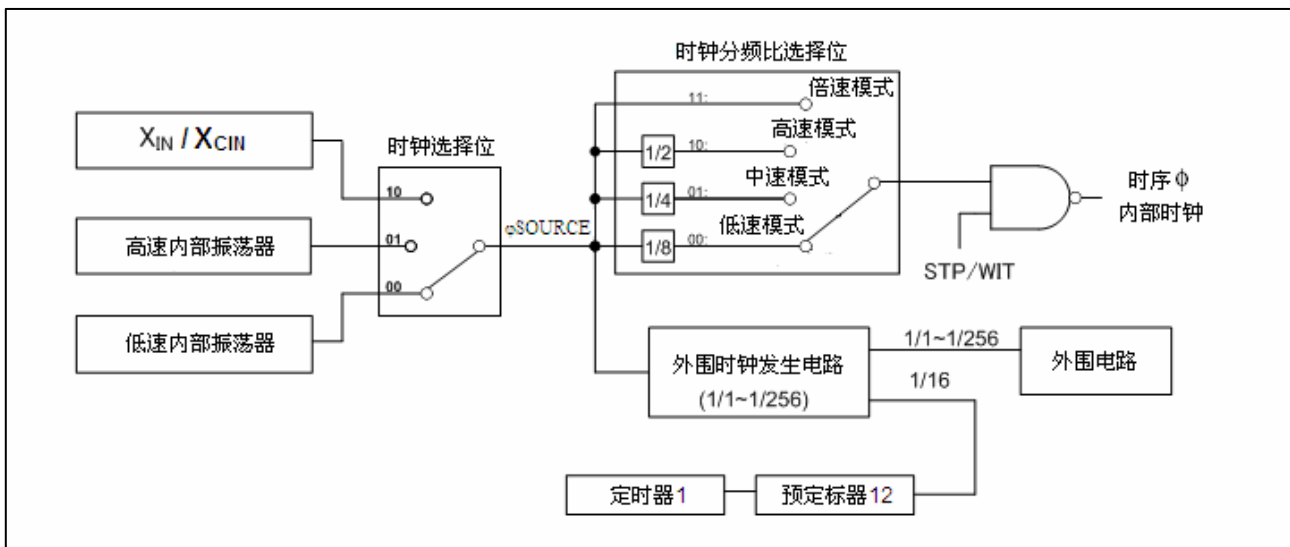 时钟分频比选择位
11:
倍速模式
XIN / XCIN
时钟选择位
1/2
10:
高速模式
10
1/4
01:
中速模式
时序 ϕ
内部时钟
高速内部振荡器
01
φSOURCE
1/8
00:
低速模式
STP/WIT
00
低速内部振荡器
外围时钟发生电路
(1/1~1/256)
1/1~1/256
1/16
外围电路
定时器1
预定标器12